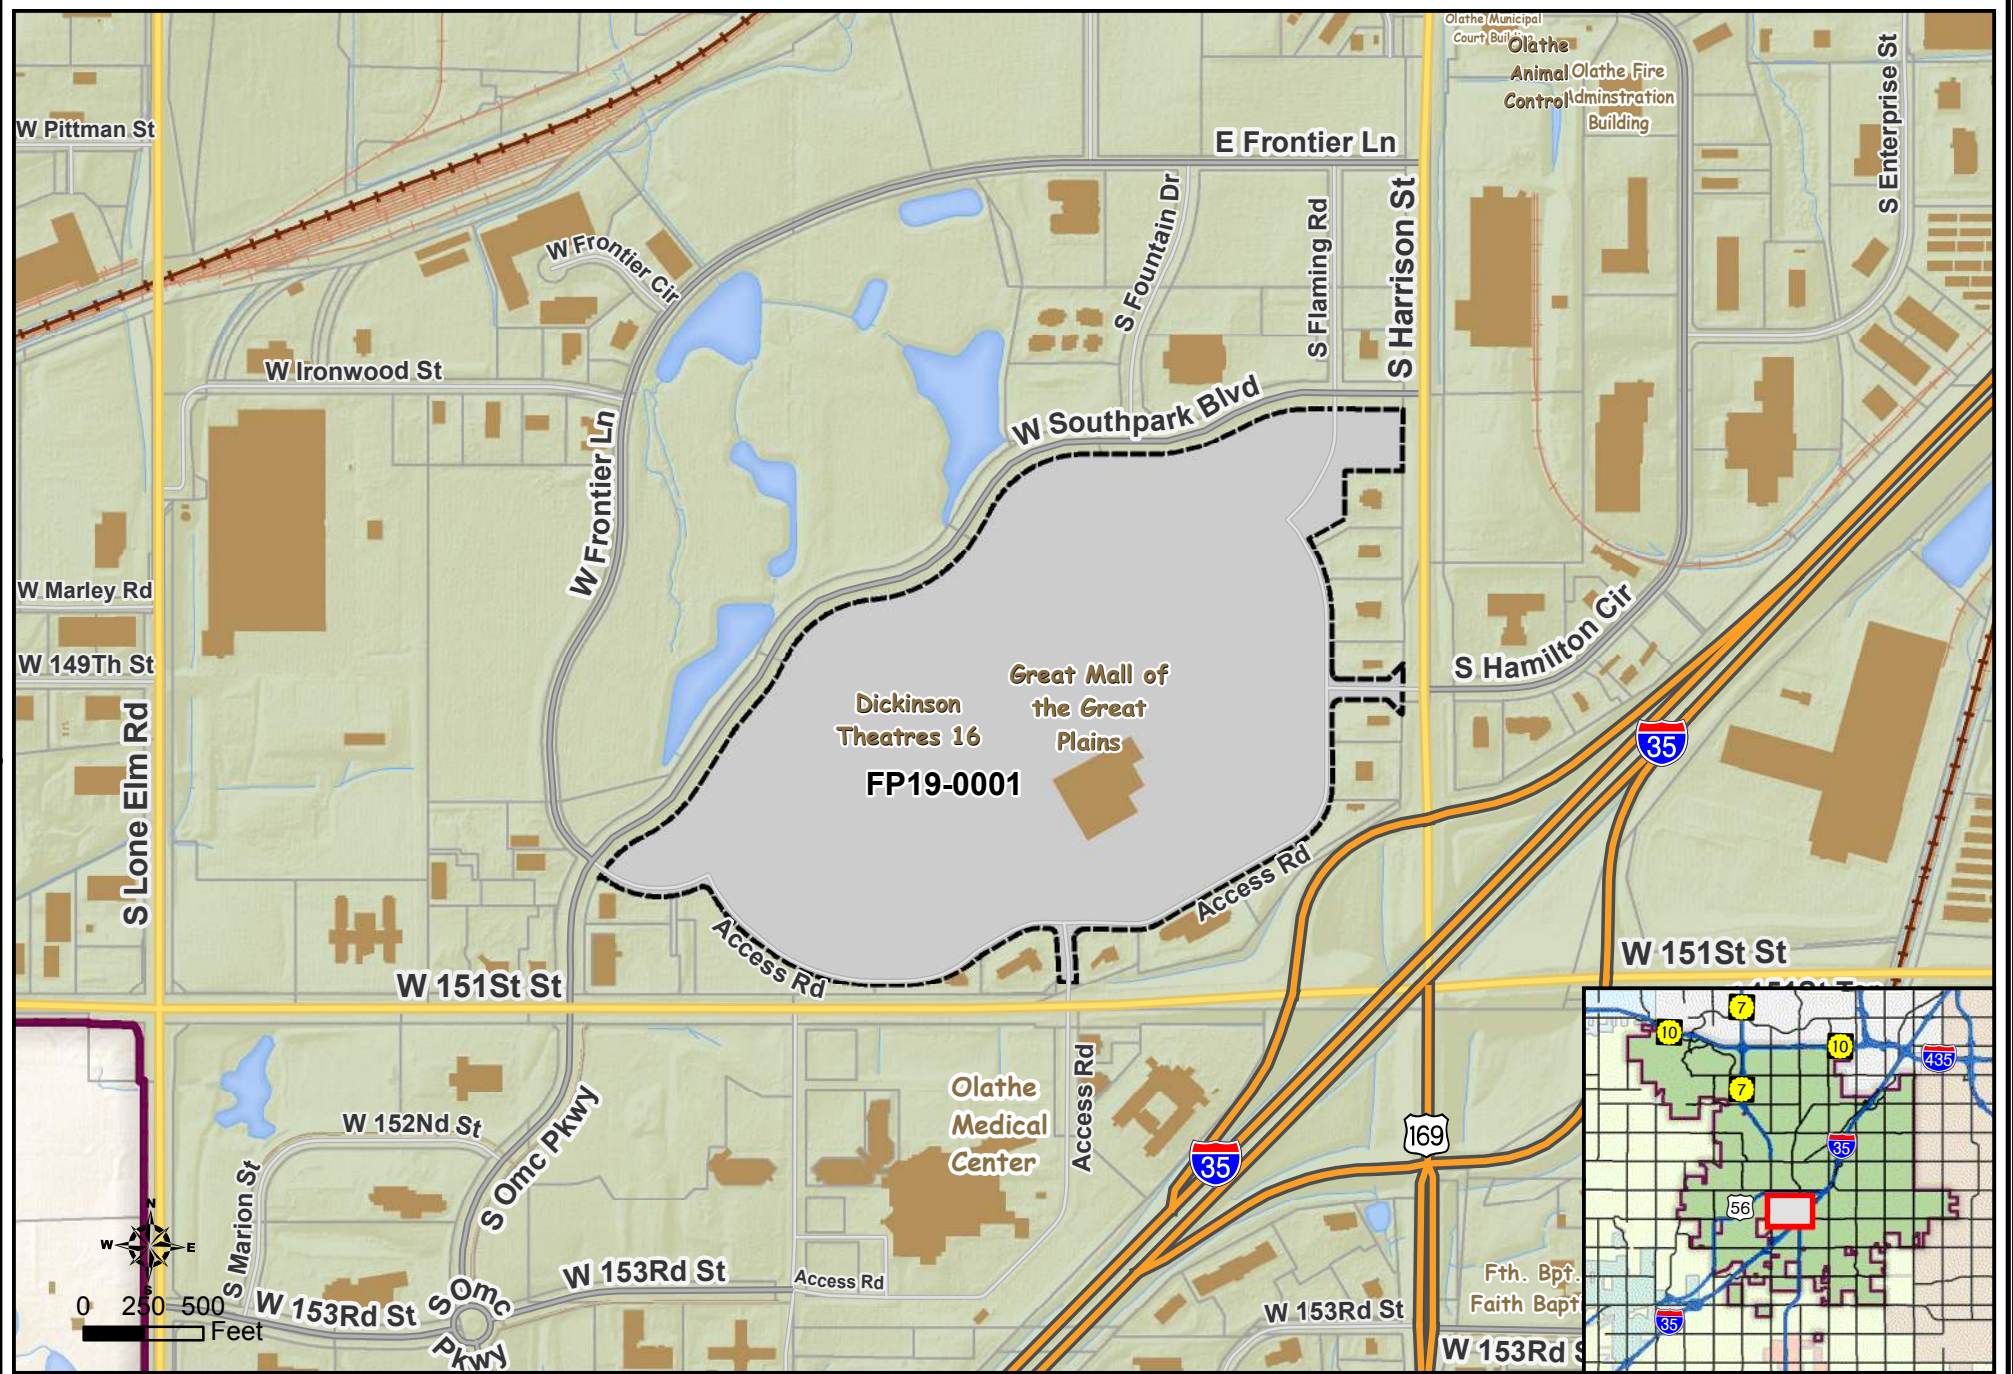 Olathe Municipal
Court Building
Olathe
Animal
Control
Olathe Fire
Adminstration
Building
S Enterprise St
W Pittman St
E Frontier Ln
S Fountain Dr
S Flaming Rd
S Harrison St
W Frontier Cir
W Ironwood St
W Southpark Blvd
W Frontier Ln
W Marley Rd
W 149Th St
S Lone Elm Rd
S Hamilton Cir
Dickinson
Theatres 16
Great Mall of
the Great
Plains
FP19-0001
35
Access Rd
Access Rd
W 151St St
W 151St St
Olathe
Medical
Center
Access Rd
169
35
W 152Nd St
S Omc Pkwy
S Marion St
W 153Rd St
W 153Rd St
S Omc
Pkwy
Access Rd
W 153Rd St
W 153Rd S
Fth. Bpt.
Faith Bapt
N
W
E
S
0 250 500
Feet
7
10
10
435
7
35
56
35